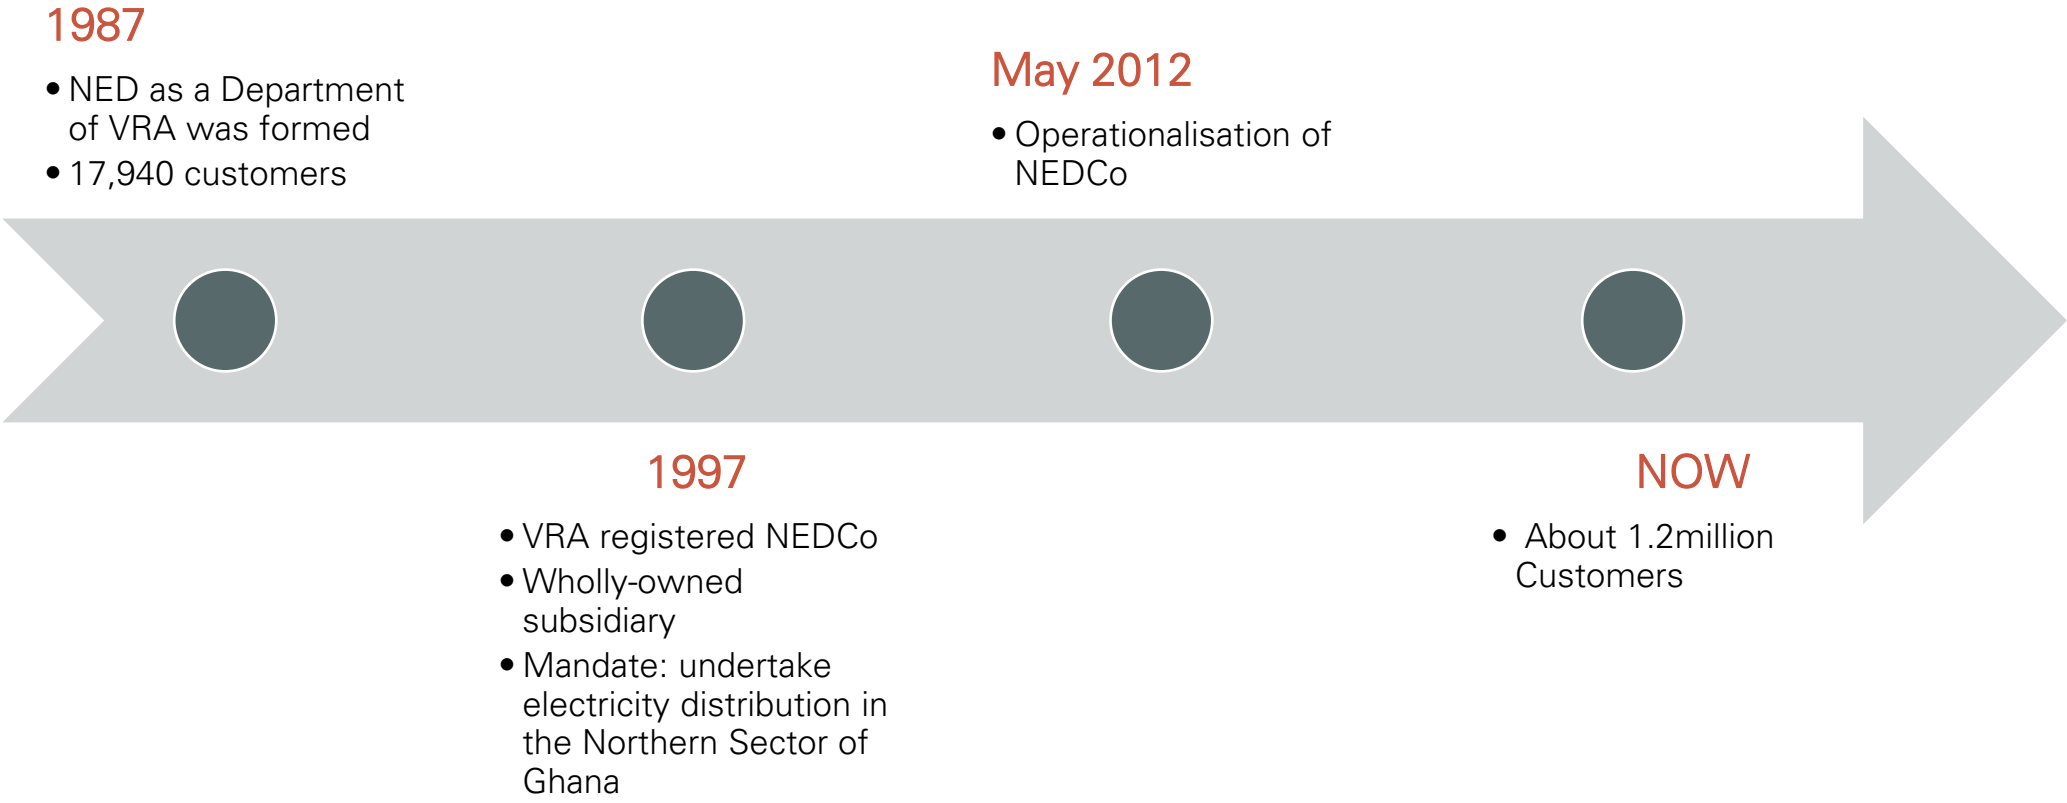 1987
• NED as a Department
of VRA was formed
• 17,940 customers
May 2012
• Operationalisation of
NEDCo
1997
• VRA registered NEDCo
• Wholly-owned
subsidiary
• Mandate: undertake
electricity distribution in
the Northern Sector of
Ghana
NOW
• About 1.2million
Customers